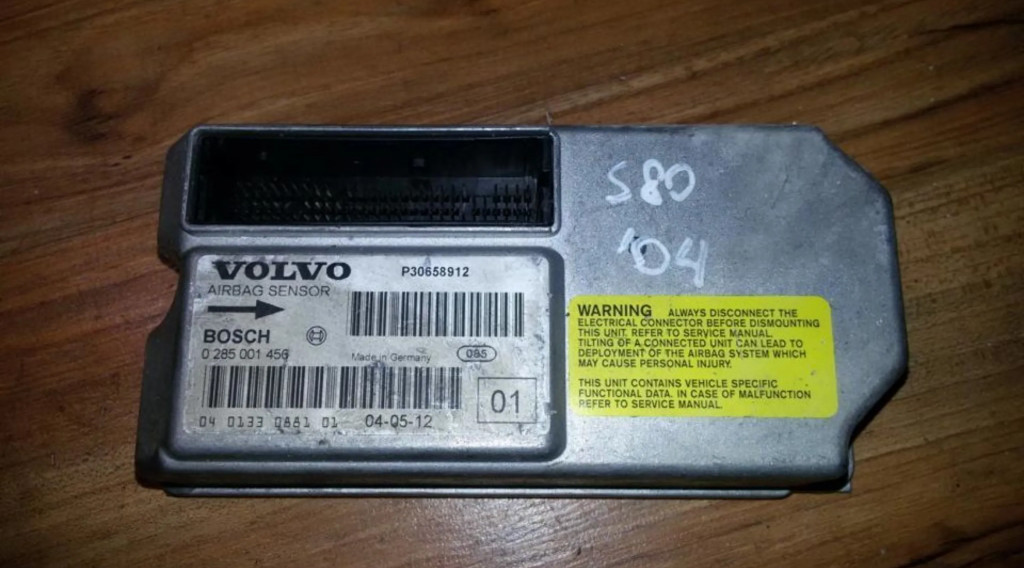 S80
'04
VOLVO P30658912
AIRBAG SENSOR
BOSCH
0 285 001 456
Made in Germany 085
01
04 0133 0881 01 04-05-12
WARNING ALWAYS DISCONNECT THE
ELECTRICAL CONNECTOR BEFORE DISMOUNTING
THIS UNIT. REFER TO SERVICE MANUAL.
TILTING OF A CONNECTED UNIT CAN LEAD TO
DEPLOYMENT OF THE AIRBAG SYSTEM WHICH
MAY CAUSE PERSONAL INJURY.
THIS UNIT CONTAINS VEHICLE SPECIFIC
FUNCTIONAL DATA. IN CASE OF MALFUNCTION
REFER TO SERVICE MANUAL.